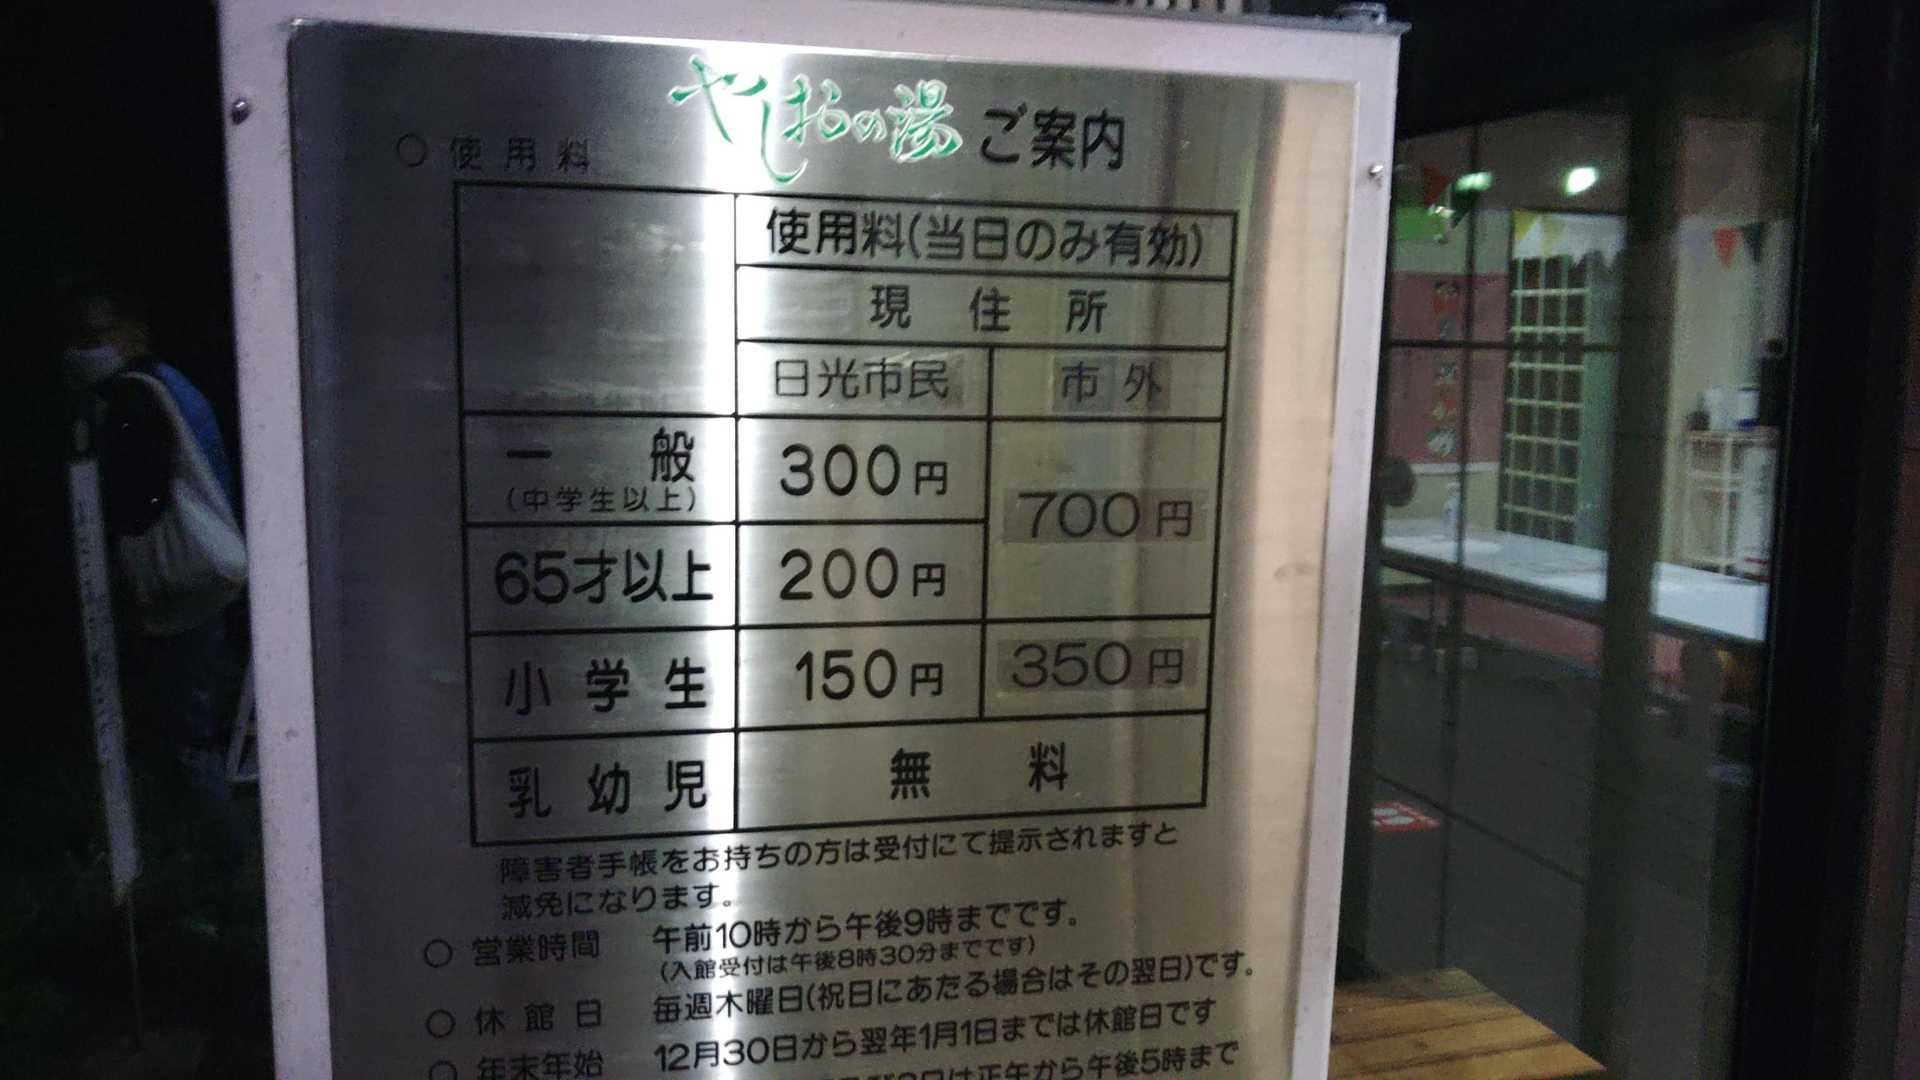 やしおの湯 ご案内
○ 使用料
使用料(当日のみ有効)
現住所
日光市民 市外
一般 300円
(中学生以上)
700円
65才以上 200円
小学生 150円 350円
乳幼児 無料
障害者手帳をお持ちの方は受付にて提示されますと
減免になります。
○ 営業時間 午前10時から午後9時までです。
(入館受付は午後8時30分までです)
○ 休館日 毎週木曜日(祝日にあたる場合はその翌日)です。
○ 年末年始 12月30日から翌年1月1日までは休館日です
日は正午から午後5時まで